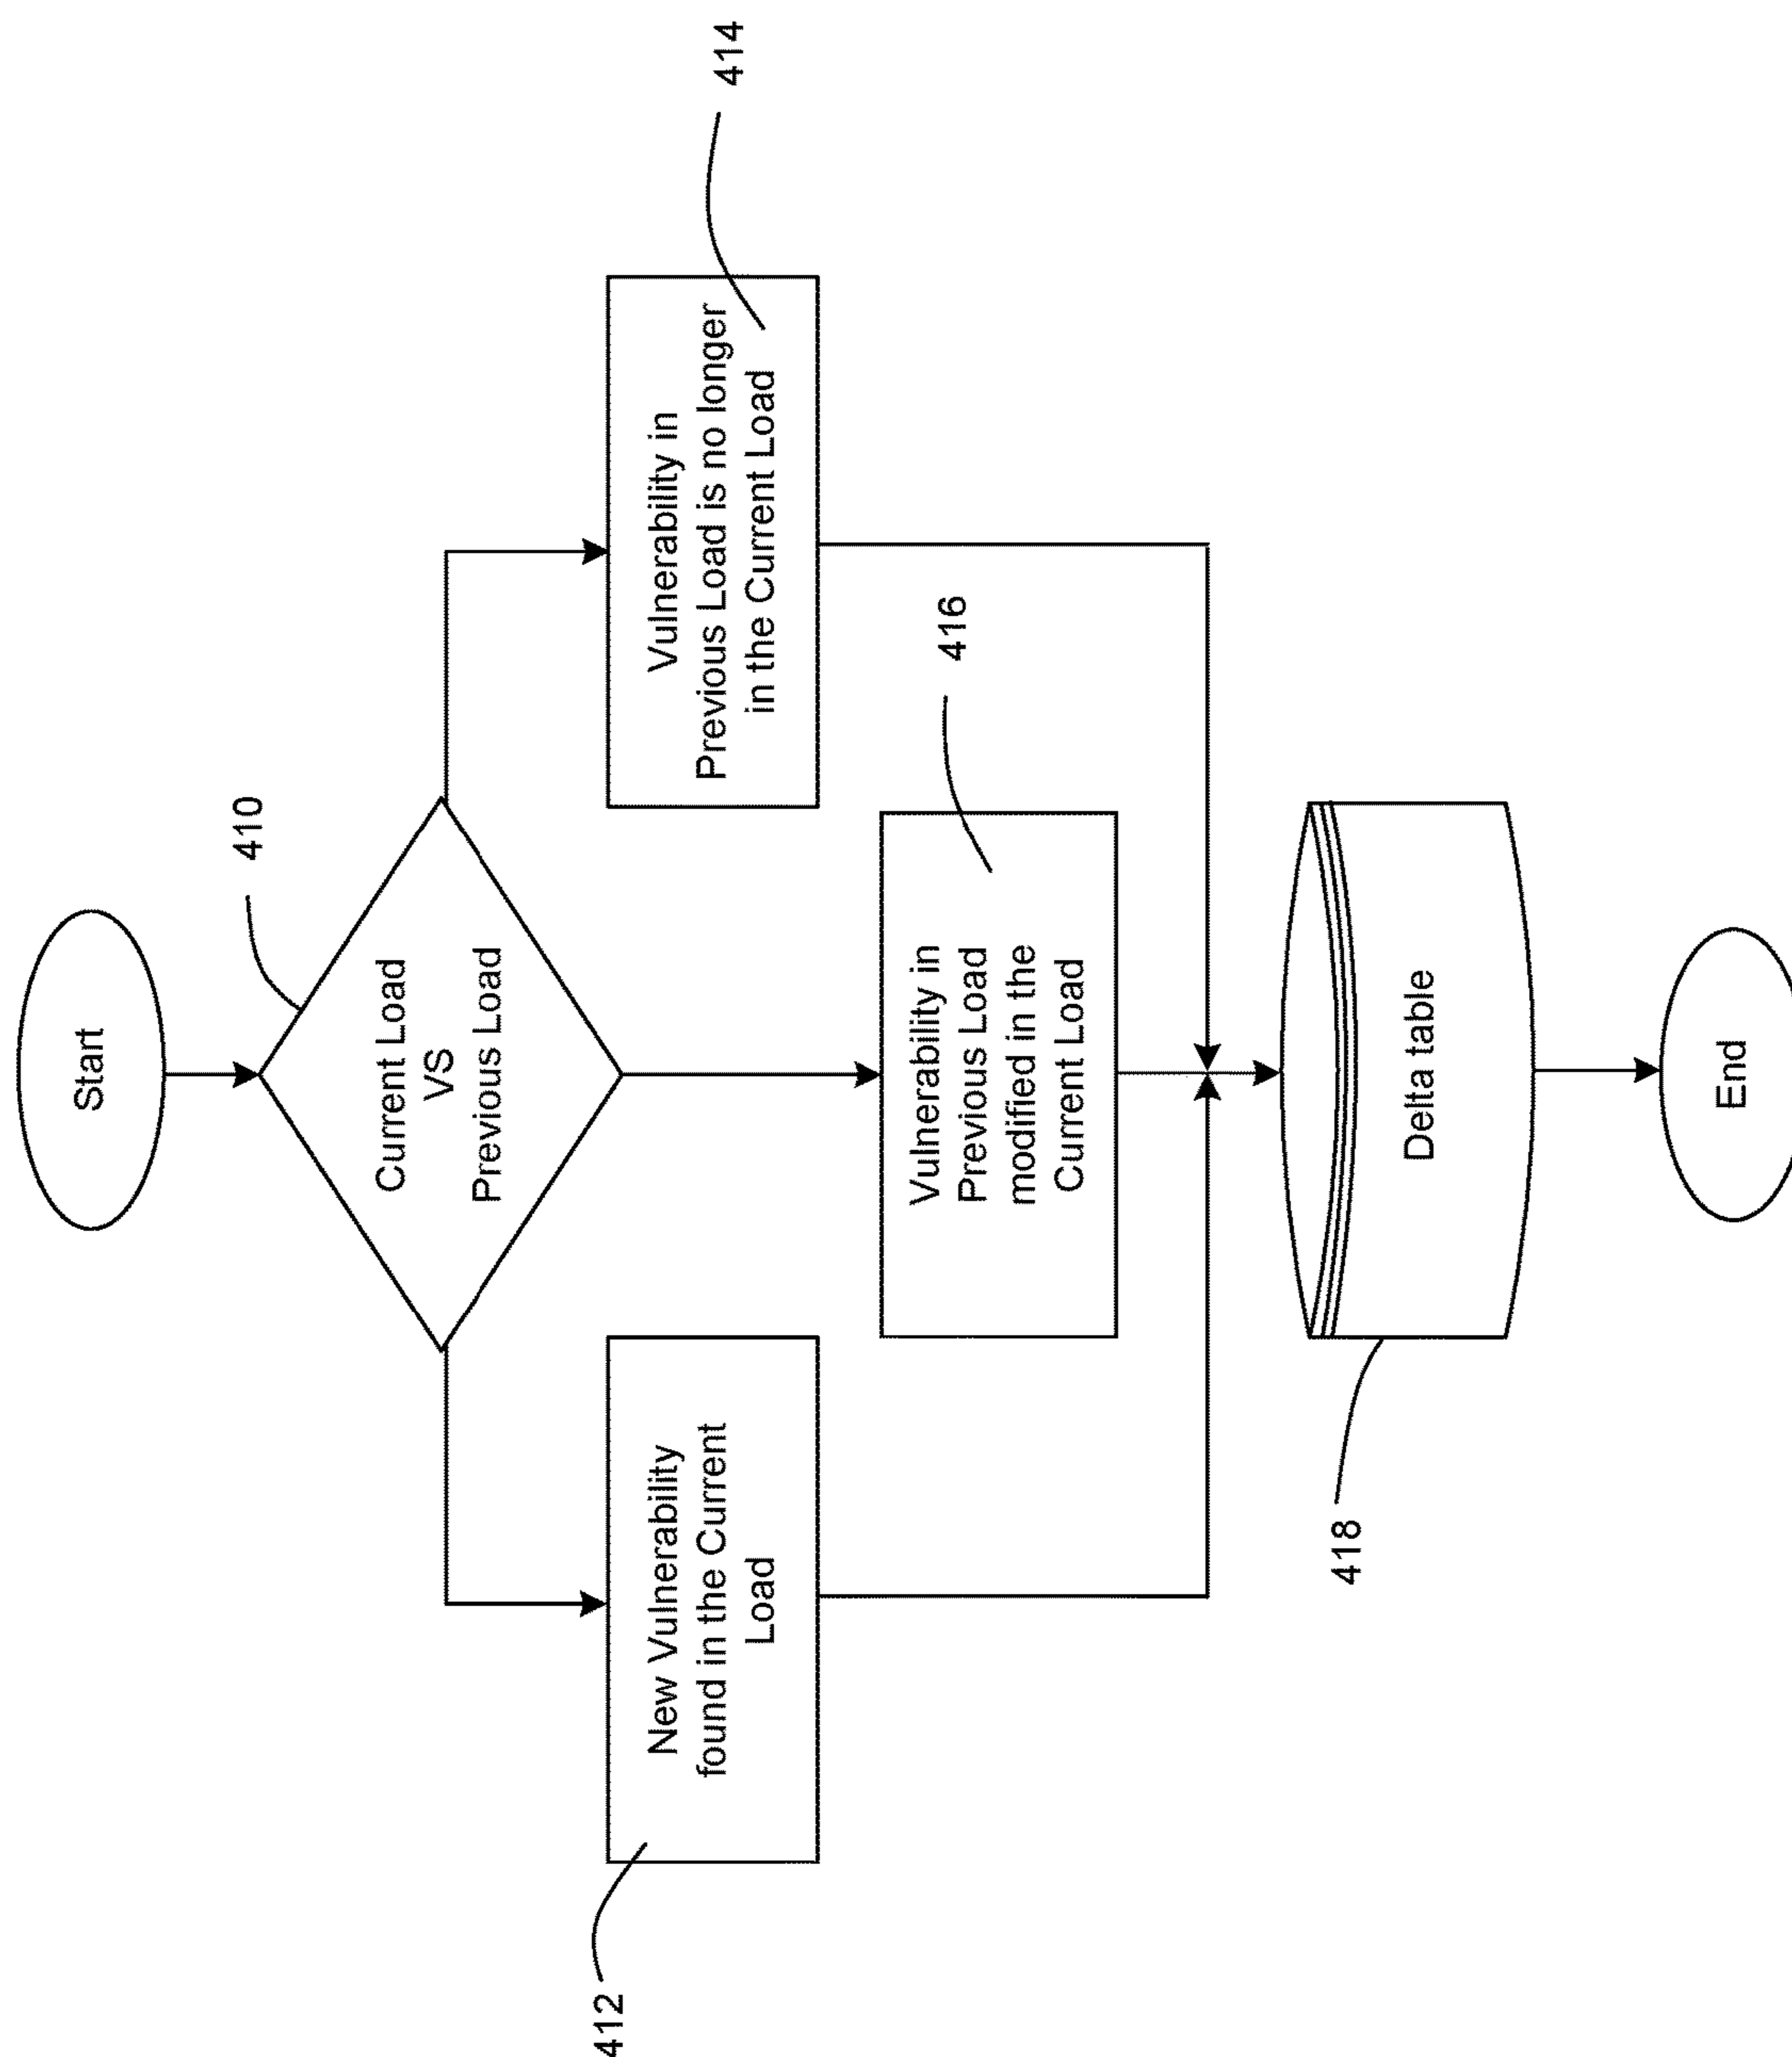 Start
410
Current Load
VS
Previous Load
412
New Vulnerability
found in the Current
Load
414
Vulnerability in
Previous Load is no longer
in the Current Load
416
Vulnerability in
Previous Load
modified in the
Current Load
418
Delta table
End